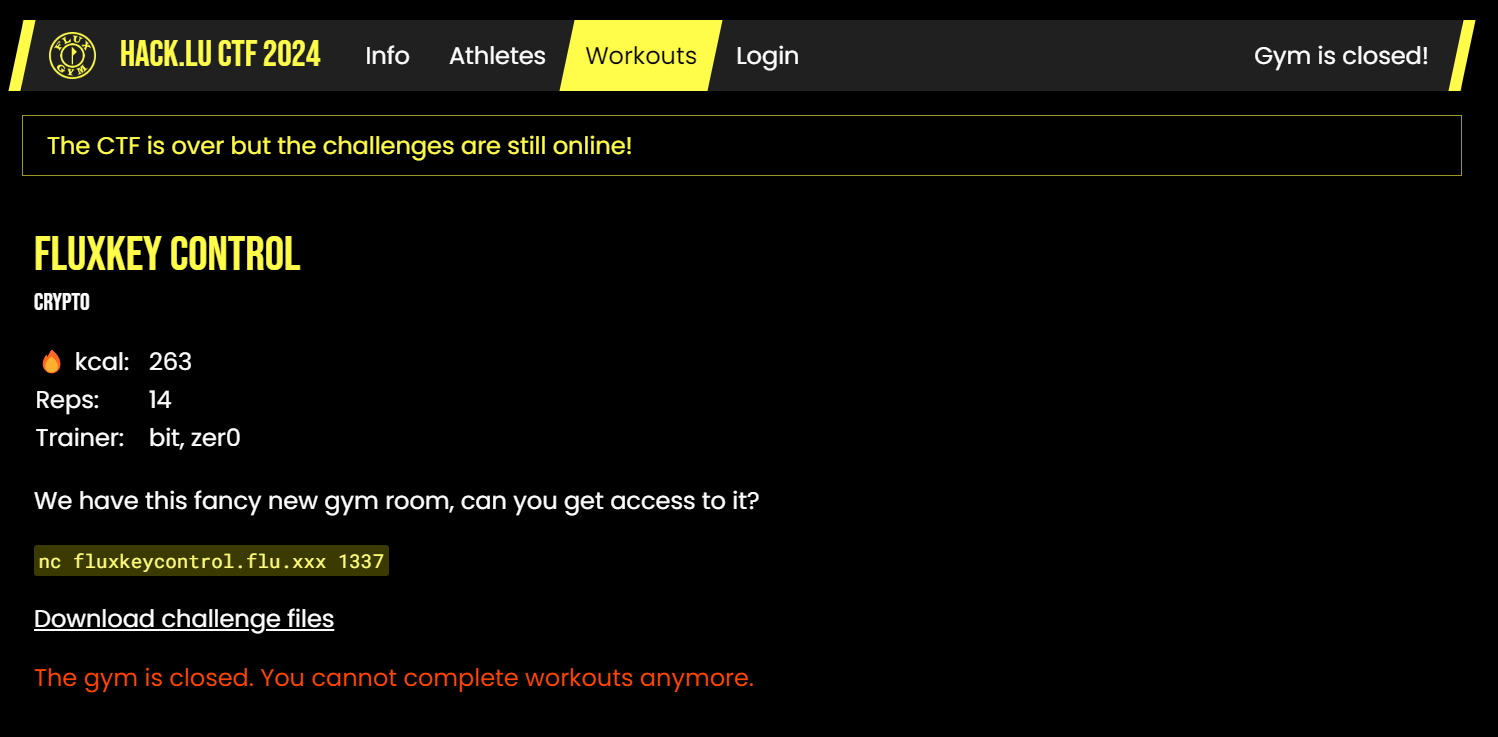 FLUX GYM
HACK.LU CTF 2024 Info Athletes Workouts Login Gym is closed!
The CTF is over but the challenges are still online!
FLUXKEY CONTROL
CRYPTO
🔥 kcal: 263
Reps: 14
Trainer: bit, zer0
We have this fancy new gym room, can you get access to it?
nc fluxkeycontrol.flu.xxx 1337
Download challenge files
The gym is closed. You cannot complete workouts anymore.